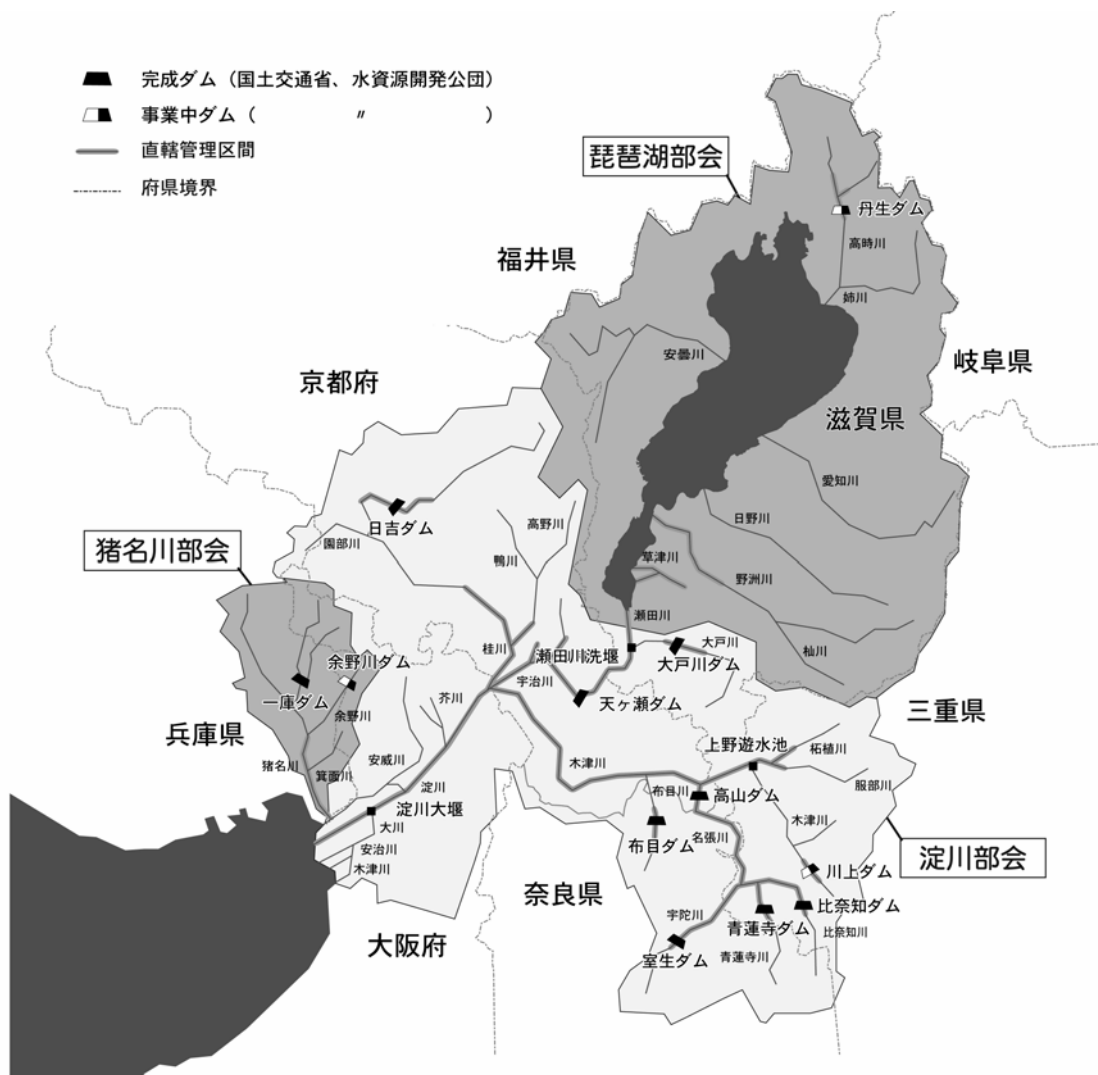 完成ダム（国土交通省、水資源開発公団）
事業中ダム（　　　　〃　　　　）
直轄管理区間
府県境界
琵琶湖部会
丹生ダム
高時川
福井県
姉川
安曇川
岐阜県
京都府
滋賀県
愛知川
日吉ダム
高野川
日野川
園部川
猪名川部会
鴨川
草津川
野洲川
瀬田川
大戸川
杣川
桂川
瀬田川洗堰
大戸川ダム
余野川ダム
宇治川
一庫ダム
天ヶ瀬ダム
芥川
余野川
三重県
兵庫県
上野遊水池
柘植川
安威川
木津川
猪名川
箕面川
服部川
淀川
布目川
高山ダム
淀川大堰
木津川
大川
名張川
布目ダム
安治川
淀川部会
木津川
川上ダム
奈良県
比奈知ダム
宇陀川
青蓮寺ダム
比奈知川
大阪府
室生ダム
青蓮寺川